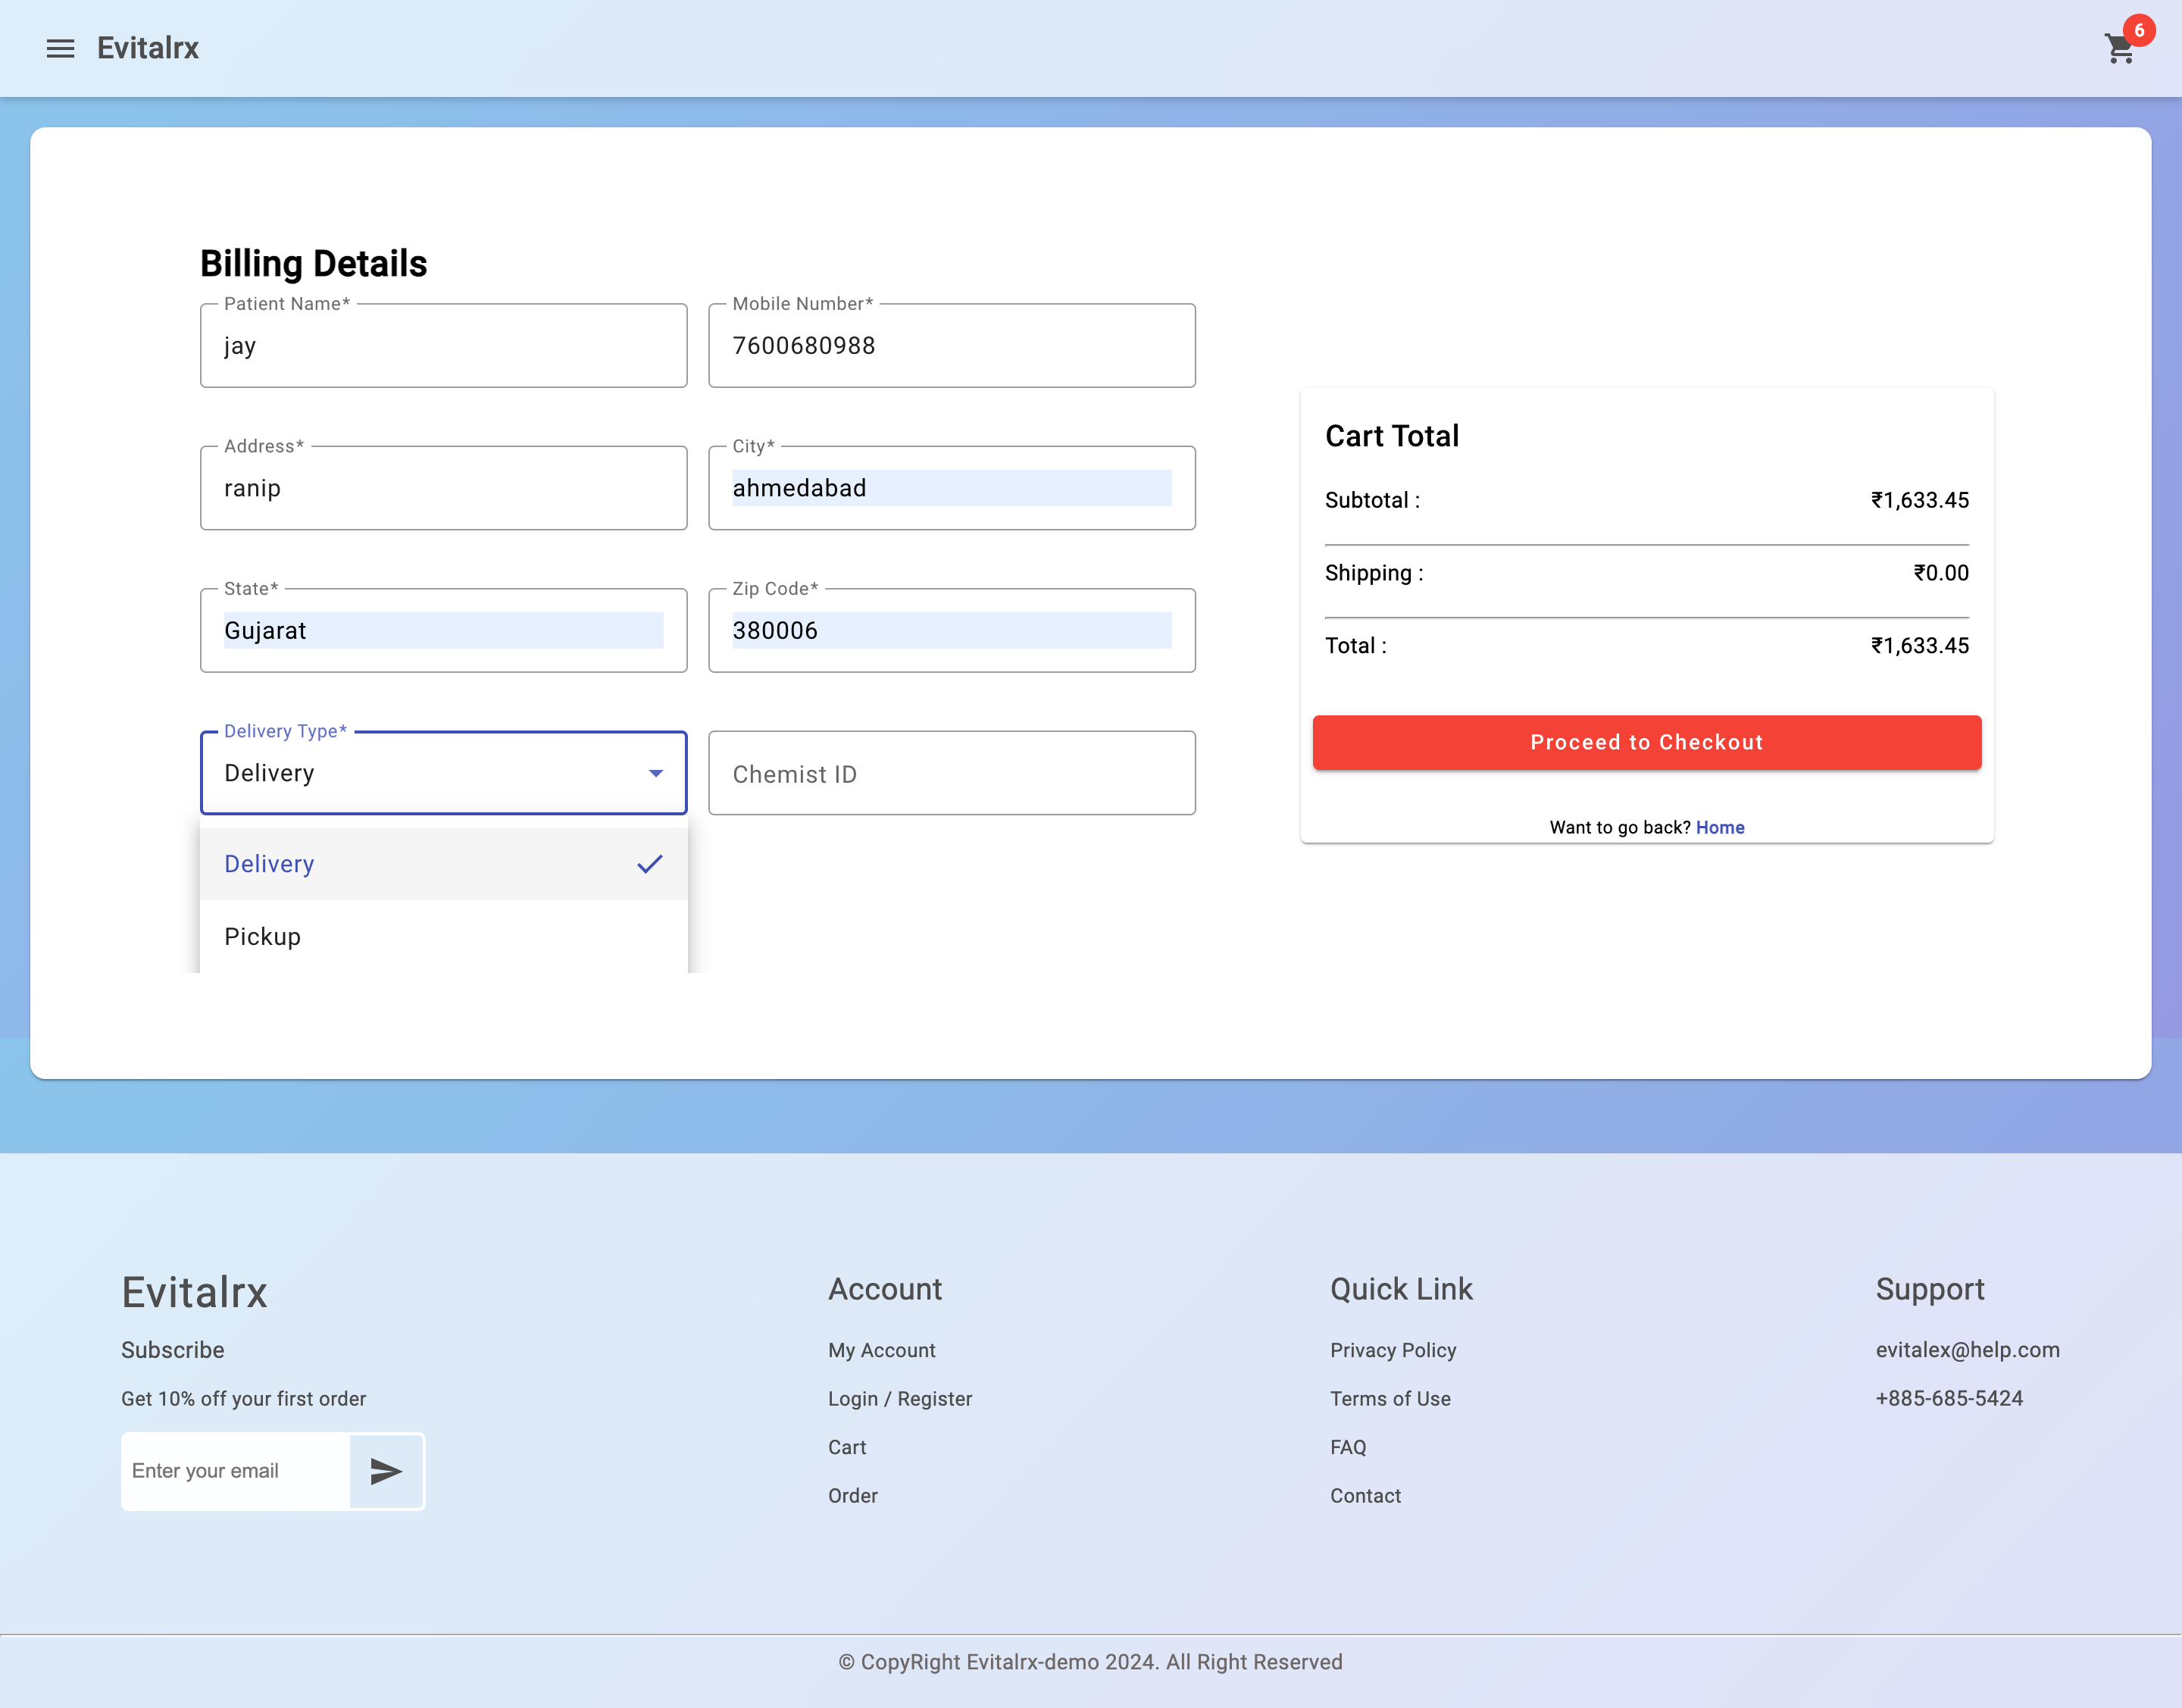 Evitalrx
6
Billing Details
Patient Name*
jay
Mobile Number*
7600680988
Address*
ranip
City*
ahmedabad
State*
Gujarat
Zip Code*
380006
Delivery Type*
Delivery
Chemist ID
Delivery
Pickup
Cart Total
Subtotal : ₹1,633.45
Shipping : ₹0.00
Total : ₹1,633.45
Proceed to Checkout
Want to go back? Home
Evitalrx
Subscribe
Get 10% off your first order
Enter your email
Account
My Account
Login / Register
Cart
Order
Quick Link
Privacy Policy
Terms of Use
FAQ
Contact
Support
evitalex@help.com
+885-685-5424
© CopyRight Evitalrx-demo 2024. All Right Reserved